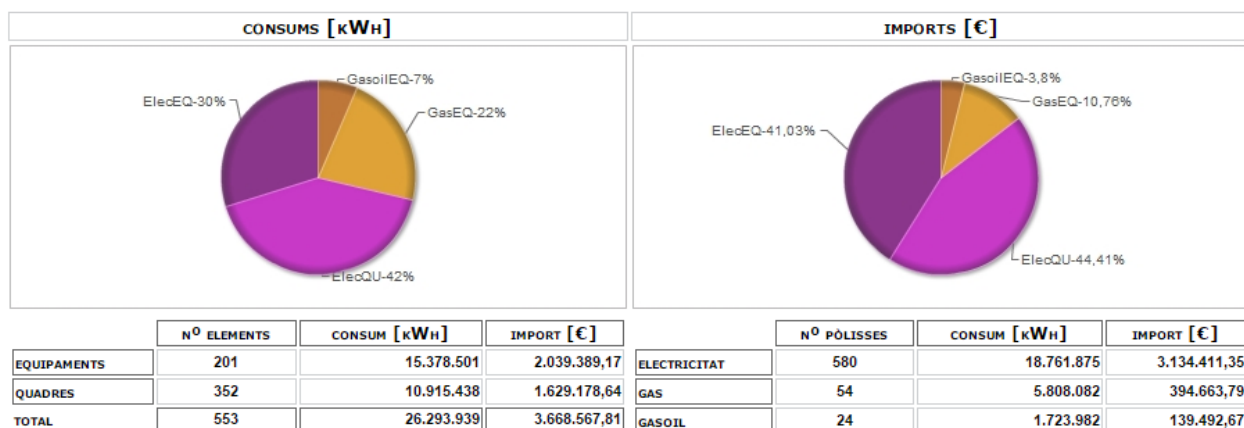 CONSUMS [KWH]
IMPORTS [€]
GasoilEQ-7%
GasEQ-22%
ElecEQ-30%
ElecQU-42%
GasoilEQ-3,8%
GasEQ-10,76%
ElecEQ-41,03%
ElecQU-44,41%
Nº ELEMENTS CONSUM [KWH] IMPORT [€]
EQUIPAMENTS 201 15.378.501 2.039.389,17
QUADRES 352 10.915.438 1.629.178,64
TOTAL 553 26.293.939 3.668.567,81
Nº PÒLISSES CONSUM [KWH] IMPORT [€]
ELECTRICITAT 580 18.761.875 3.134.411,35
GAS 54 5.808.082 394.663,79
GASOIL 24 1.723.982 139.492,67